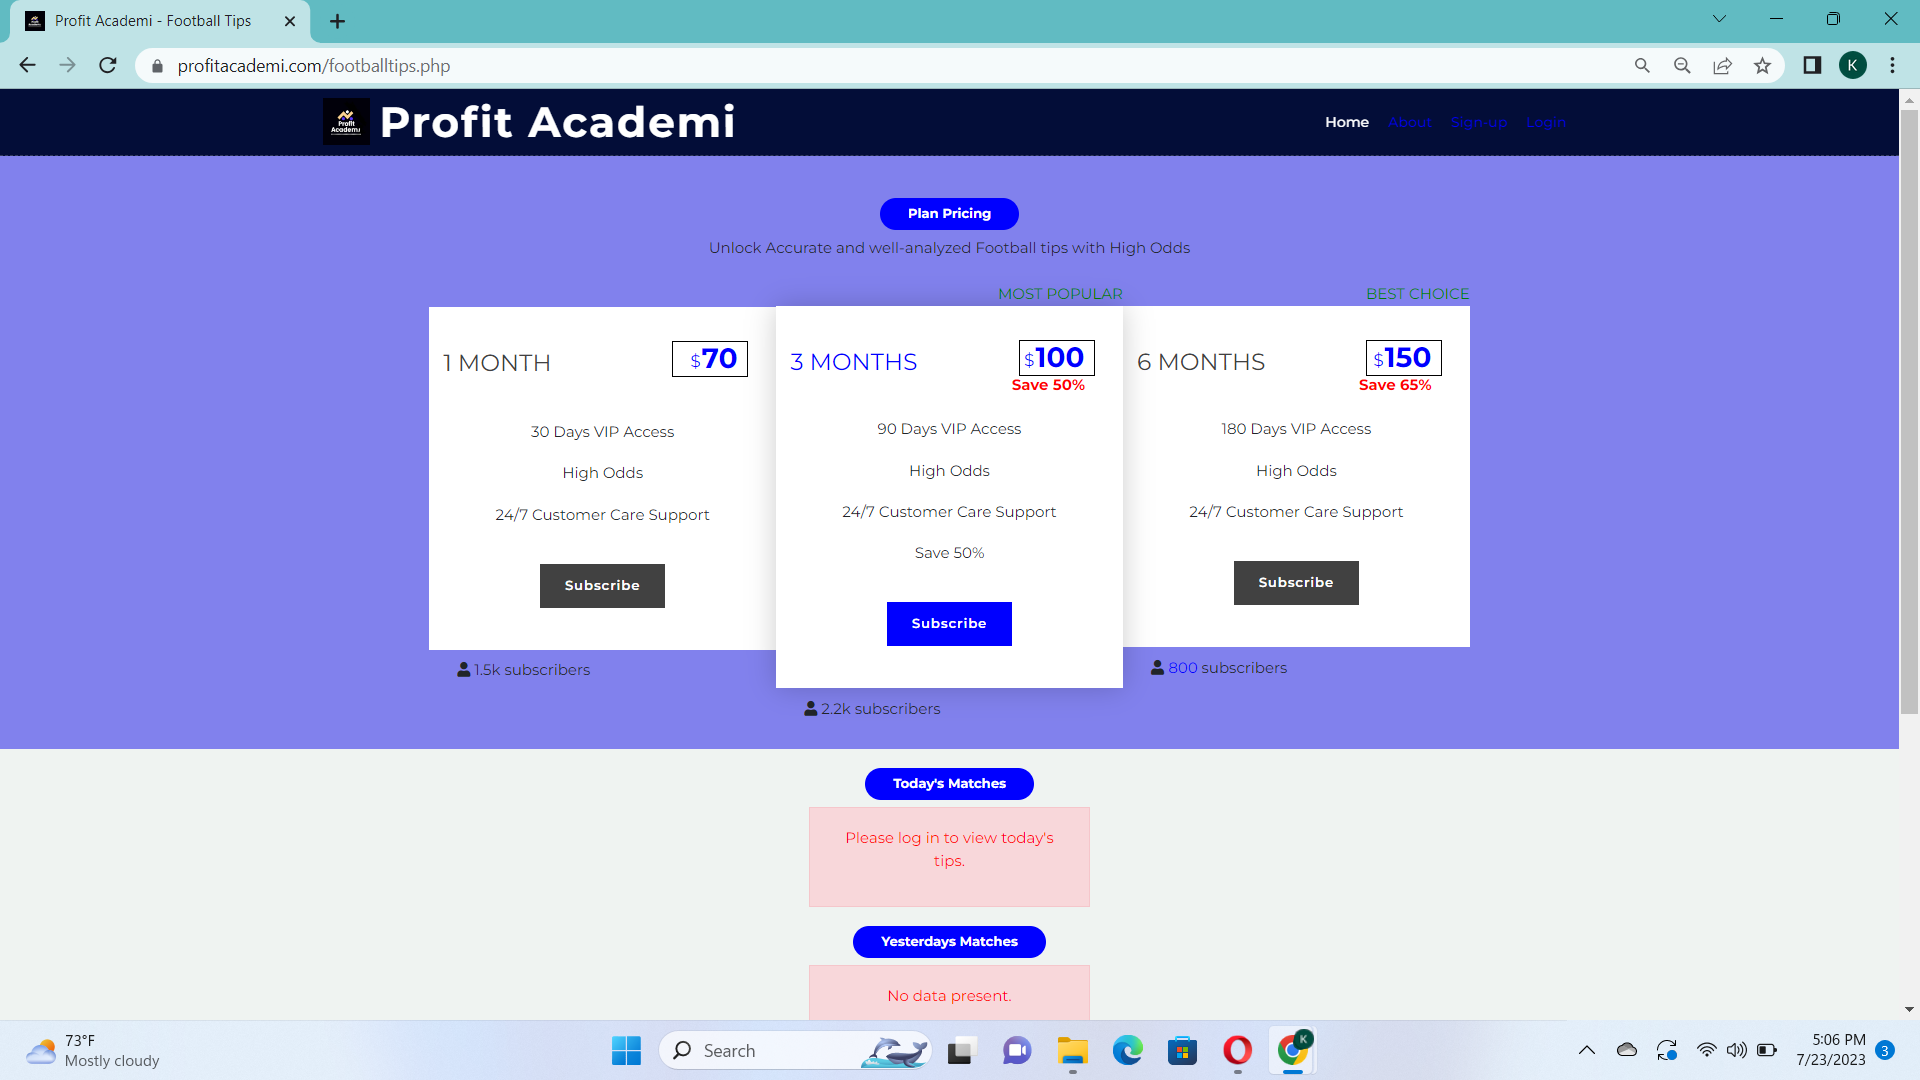 Profit Academi - Football Tips
profitacademi.com/footballtips.php
K
Profit Academi
Profit Academi
Home About Sign-up Login
Plan Pricing
Unlock Accurate and well-analyzed Football tips with High Odds
MOST POPULAR
BEST CHOICE
1 MONTH
$70
30 Days VIP Access
High Odds
24/7 Customer Care Support
Subscribe
1.5k subscribers
3 MONTHS
$100
Save 50%
90 Days VIP Access
High Odds
24/7 Customer Care Support
Save 50%
Subscribe
2.2k subscribers
6 MONTHS
$150
Save 65%
180 Days VIP Access
High Odds
24/7 Customer Care Support
Subscribe
800 subscribers
Today's Matches
Please log in to view today's
tips.
Yesterdays Matches
No data present.
73°F
Mostly cloudy
Search
K
5:06 PM
7/23/2023
3